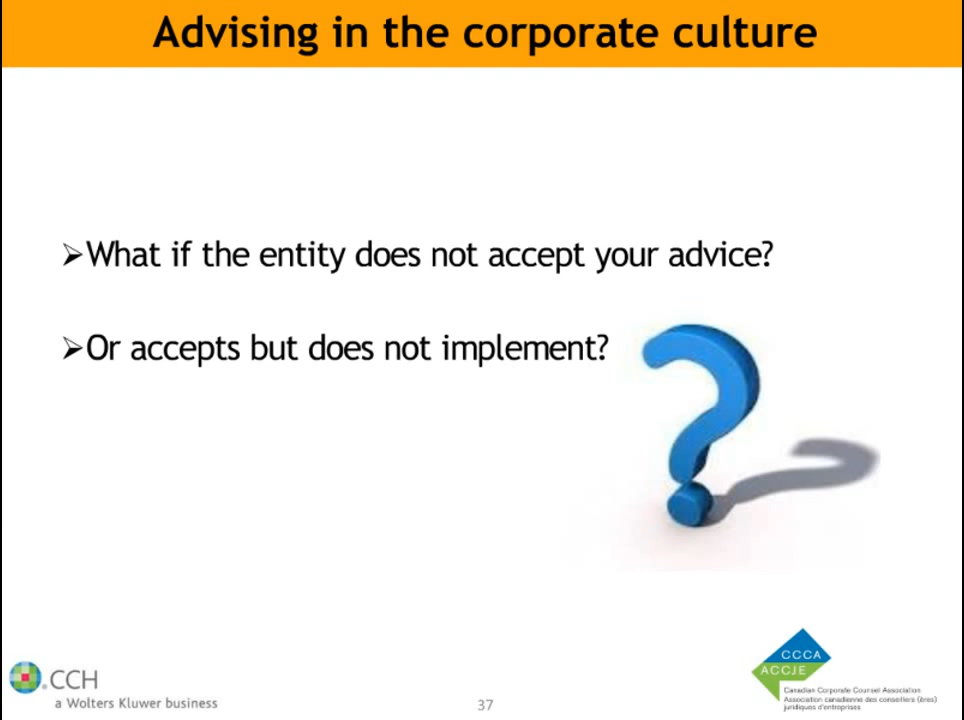 Advising in the corporate culture
➢What if the entity does not accept your advice?
➢Or accepts but does not implement?
CCH
a Wolters Kluwer business
37
CCCA
ACCJE
Canadian Corporate Counsel Association
Association canadienne des conseillers (ères)
juridiques d'entreprises